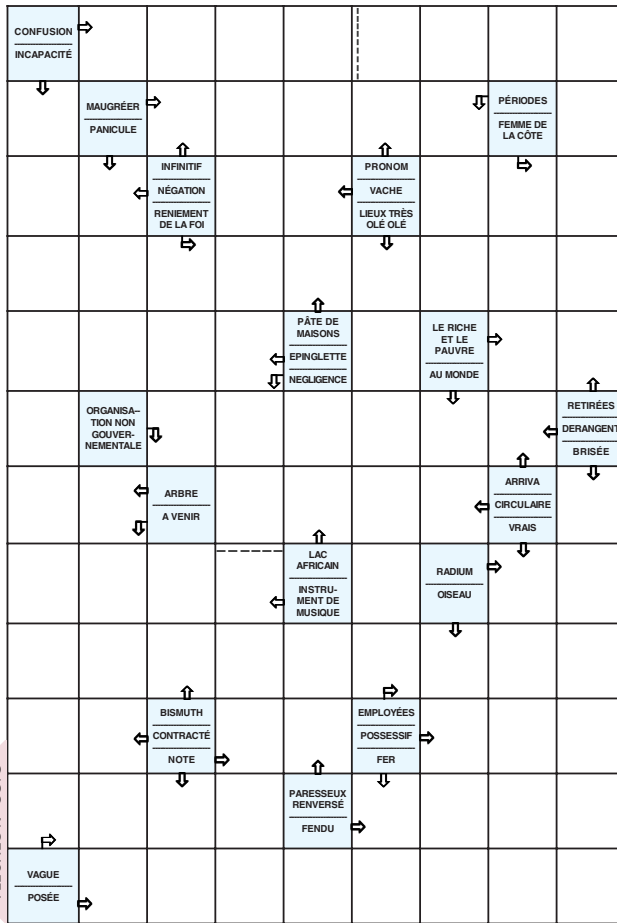 CONFUSION
INCAPACITÉ
MAUGRÉER
PANICULE
PÉRIODES
FEMME DE
LA CÔTE
INFINITIF
NÉGATION
RENIEMENT
DE LA FOI
PRONOM
VACHE
LIEUX TRÈS
OLÉ OLÉ
PÂTE DE
MAISONS
EPINGLETTE
NEGLIGENCE
LE RICHE
ET LE
PAUVRE
AU MONDE
ORGANISA–
TION NON
GOUVER-
NEMENTALE
RETIRÉES
DERANGENT
BRISÉE
ARBRE
A VENIR
ARRIVA
CIRCULAIRE
VRAIS
LAC
AFRICAIN
INSTRU-
MENT DE
MUSIQUE
RADIUM
OISEAU
BISMUTH
CONTRACTÉ
NOTE
EMPLOYÉES
POSSESSIF
FER
PARESSEUX
RENVERSÉ
FENDU
VAGUE
POSÉE